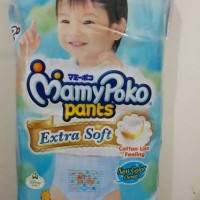 マミーポコ
MamyPoko
pants
Extra Soft
Cotton Like
Feeling